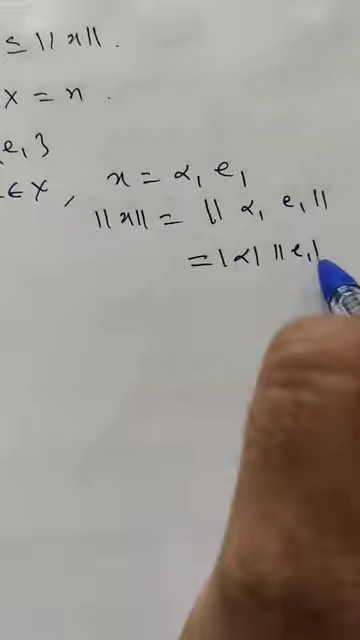 ≤ ||x||.
X = n.
e₁}
∈ X, x = α₁ e₁
||x|| = || α₁ e₁ ||
= |α| ||e₁|